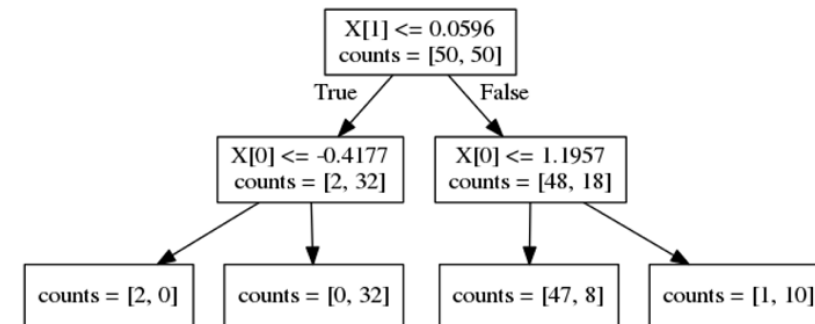 X[1] <= 0.0596
counts = [50, 50]
True
False
X[0] <= -0.4177
counts = [2, 32]
X[0] <= 1.1957
counts = [48, 18]
counts = [2, 0]
counts = [0, 32]
counts = [47, 8]
counts = [1, 10]